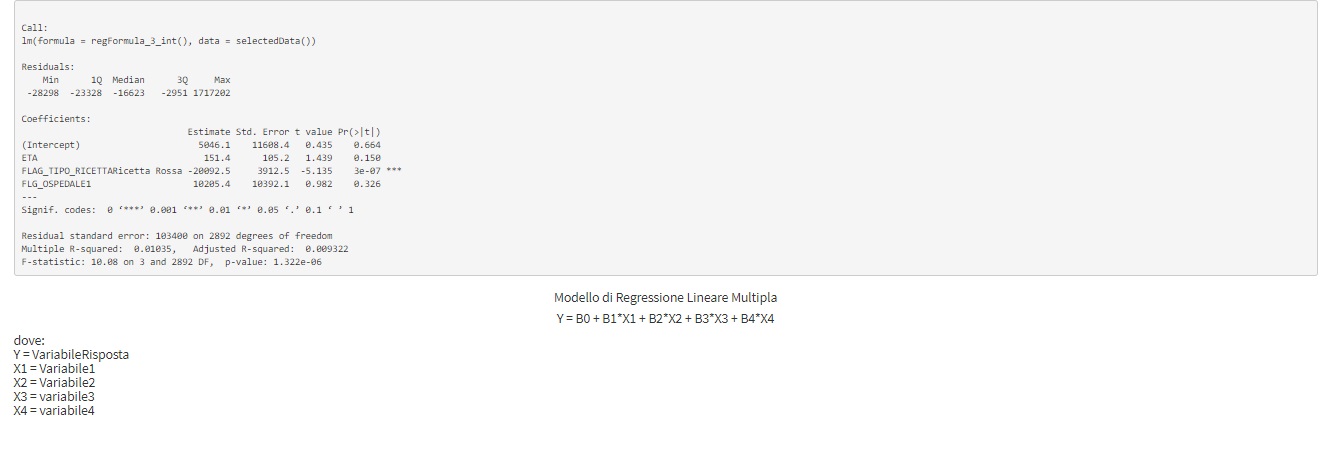 Call:
lm(formula = regFormula_3_int(), data = selectedData())
Residuals:
Min 1Q Median 3Q Max
-28298 -23328 -16623 -2951 1717202
Coefficients:
Estimate Std. Error t value Pr(>|t|)
(Intercept) 5046.1 11608.4 0.435 0.664
ETA 151.4 105.2 1.439 0.150
FLAG_TIPO_RICETTARicetta Rossa -20092.5 3912.5 -5.135 3e-07 ***
FLG_OSPEDALE1 10205.4 10392.1 0.982 0.326
---
Signif. codes: 0 ‘***’ 0.001 ‘**’ 0.01 ‘*’ 0.05 ‘.’ 0.1 ‘ ’ 1
Residual standard error: 103400 on 2892 degrees of freedom
Multiple R-squared: 0.01035, Adjusted R-squared: 0.009322
F-statistic: 10.08 on 3 and 2892 DF, p-value: 1.322e-06
Modello di Regressione Lineare Multipla
Y = B0 + B1*X1 + B2*X2 + B3*X3 + B4*X4
dove:
Y = VariabileRisposta
X1 = Variabile1
X2 = Variabile2
X3 = variabile3
X4 = variabile4